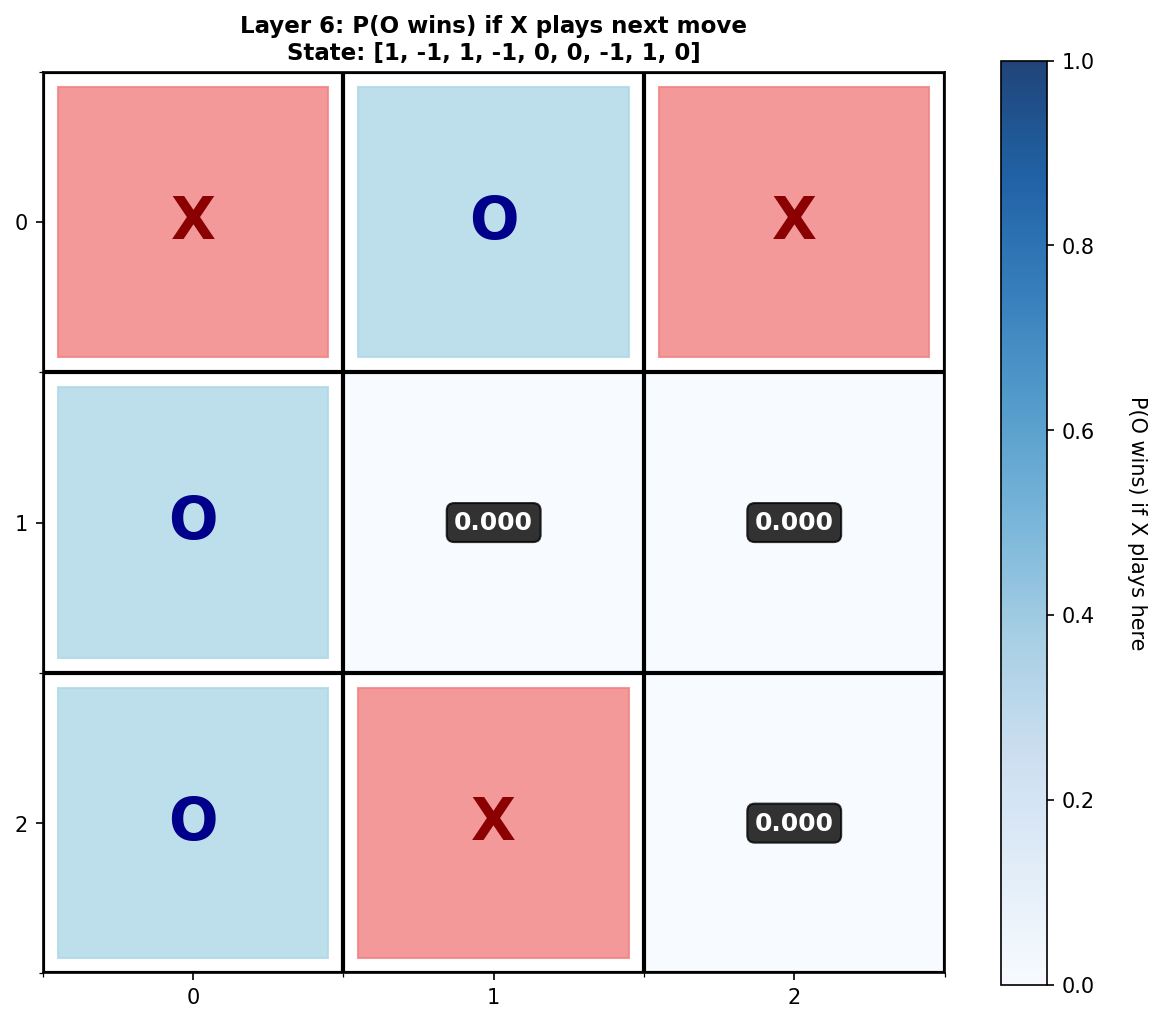 Layer 6: P(O wins) if X plays next move
State: [1, -1, 1, -1, 0, 0, -1, 1, 0]
X
O
X
O
0.000
0.000
O
X
0.000
0
1
2
0
1
2
1.0
0.8
0.6
0.4
0.2
0.0
P(O wins) if X plays here